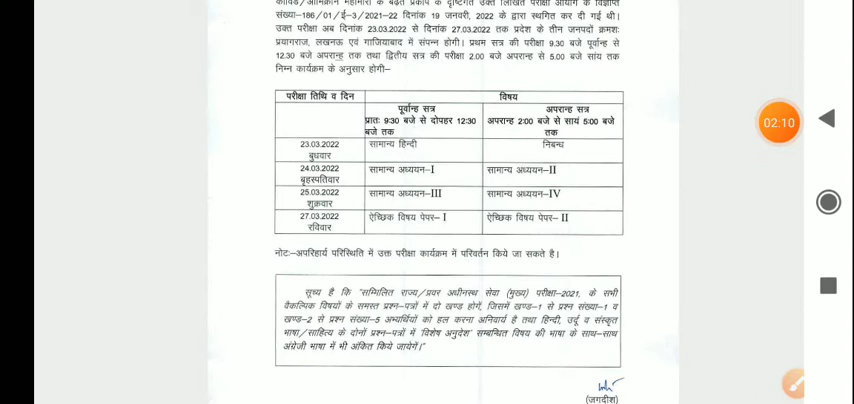 कोविड/ओमिक्रान महामारी के बढ़ते प्रकोप के दृष्टिगत उक्त लिखित परीक्षा आयोग के विज्ञप्ति
संख्या–186/01/ई–3/2021–22 दिनांक 19 जनवरी, 2022 के द्वारा स्थगित कर दी गई थी।
उक्त परीक्षा अब दिनांक 23.03.2022 से दिनांक 27.03.2022 तक प्रदेश के तीन जनपदों क्रमशः
प्रयागराज, लखनऊ एवं गाजियाबाद में संपन्न होगी। प्रथम सत्र की परीक्षा 9.30 बजे पूर्वान्ह से
12.30 बजे अपरान्ह तक तथा द्वितीय सत्र की परीक्षा 2.00 बजे अपरान्ह से 5.00 बजे सांय तक
निम्न कार्यक्रम के अनुसार होगी–
परीक्षा तिथि व दिन विषय
पूर्वान्ह सत्र अपरान्ह सत्र
प्रातः 9:30 बजे से दोपहर 12:30 अपरान्ह 2:00 बजे से सायं 5:00 बजे
बजे तक तक
23.03.2022 सामान्य हिन्दी निबन्ध
बुधवार
24.03.2022 सामान्य अध्ययन–I सामान्य अध्ययन–II
बृहस्पतिवार
25.03.2022 सामान्य अध्ययन–III सामान्य अध्ययन–IV
शुक्रवार
27.03.2022 ऐच्छिक विषय पेपर– I ऐच्छिक विषय पेपर– II
रविवार
नोटः–अपरिहार्य परिस्थिति में उक्त परीक्षा कार्यक्रम में परिवर्तन किये जा सकते है।
सूच्य है कि "सम्मिलित राज्य/प्रवर अधीनस्थ सेवा (मुख्य) परीक्षा–2021, के सभी
वैकल्पिक विषयों के समस्त प्रश्न–पत्रों में दो खण्ड होगें, जिसमें खण्ड–1 से प्रश्न संख्या–1 व
खण्ड–2 से प्रश्न संख्या–5 अभ्यर्थियों को हल करना अनिवार्य है तथा हिन्दी, उर्दू व संस्कृत
भाषा/साहित्य के दोनों प्रश्न–पत्रों में 'विशेष अनुदेश' सम्बन्धित विषय की भाषा के साथ–साथ
अंग्रेजी भाषा में भी अंकित किये जायेगें।"
(जगदीश)
02:10